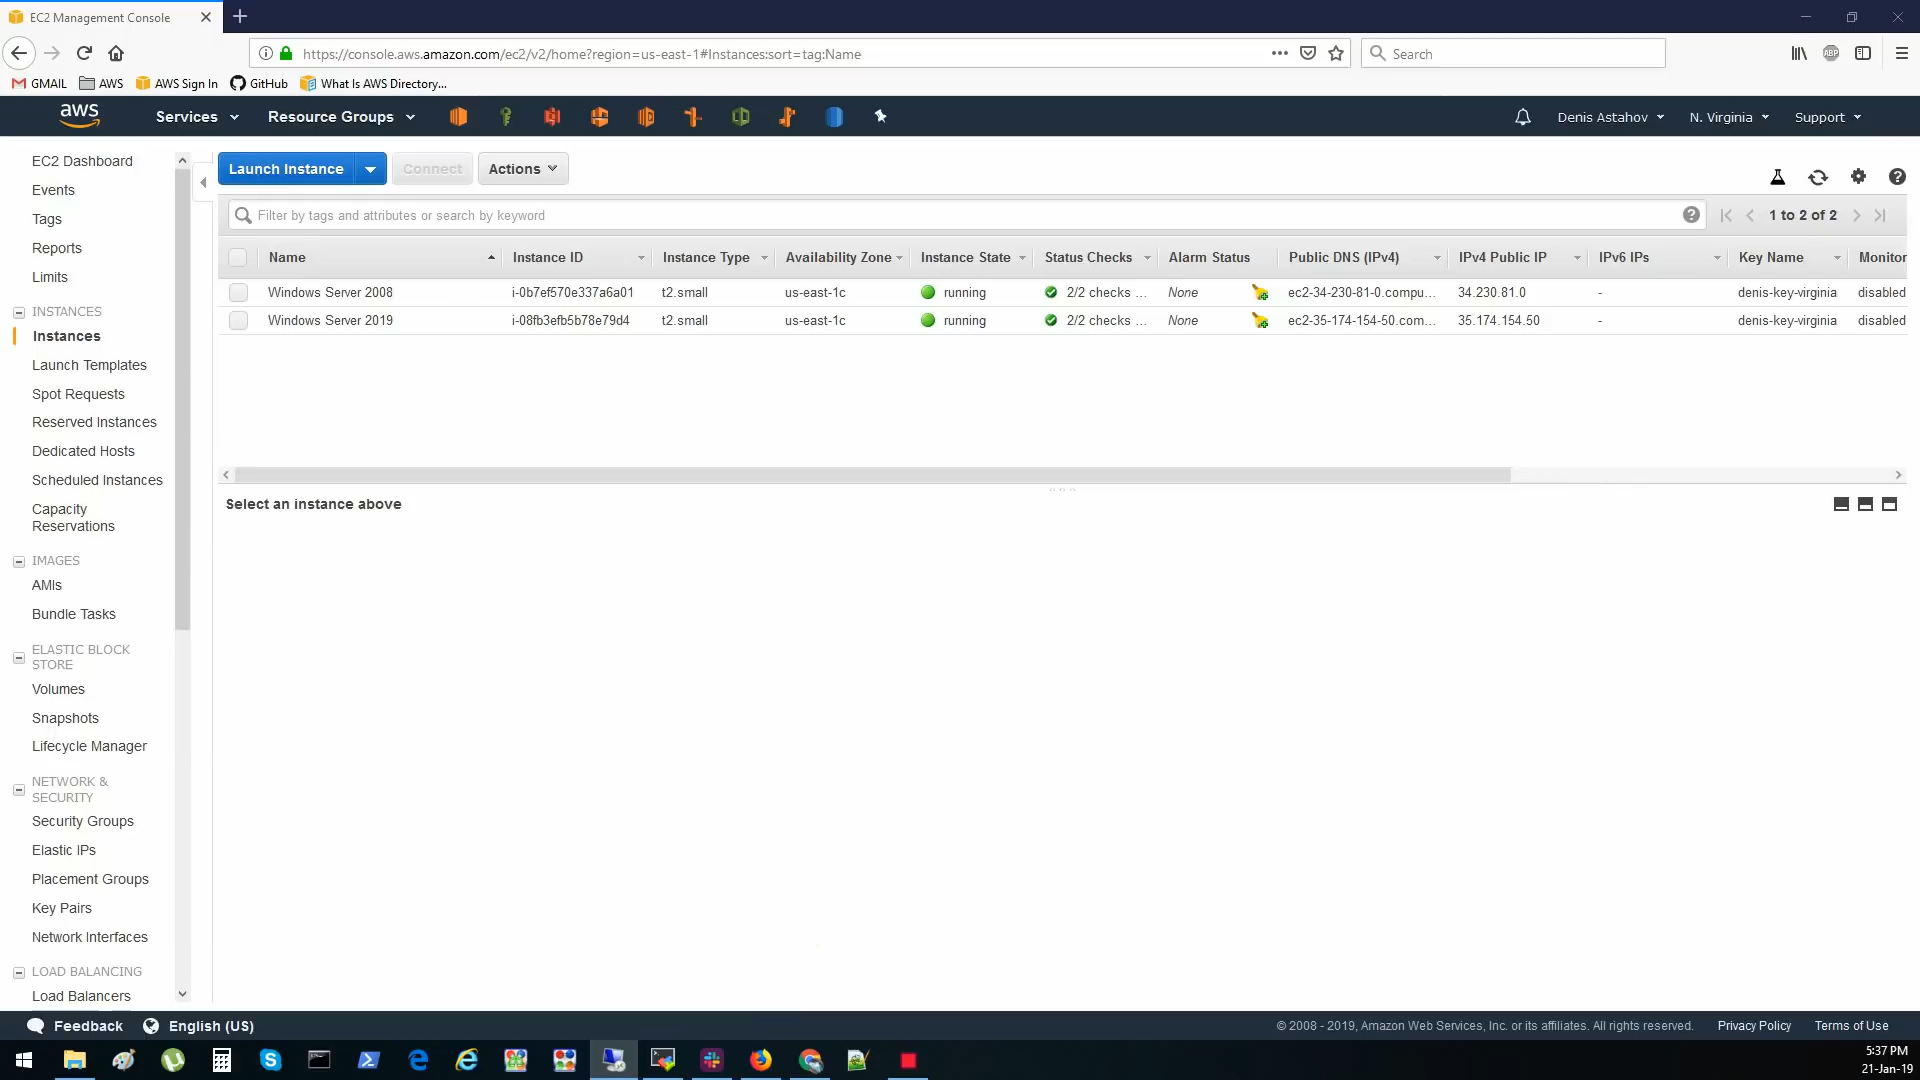 EC2 Management Console
https://console.aws.amazon.com/ec2/v2/home?region=us-east-1#Instances:sort=tag:Name
Search
GMAIL AWS AWS Sign In GitHub What Is AWS Directory...
aws Services Resource Groups Denis Astahov N. Virginia Support
EC2 Dashboard
Events
Tags
Reports
Limits
INSTANCES
Instances
Launch Templates
Spot Requests
Reserved Instances
Dedicated Hosts
Scheduled Instances
Capacity
Reservations
IMAGES
AMIs
Bundle Tasks
ELASTIC BLOCK
STORE
Volumes
Snapshots
Lifecycle Manager
NETWORK &
SECURITY
Security Groups
Elastic IPs
Placement Groups
Key Pairs
Network Interfaces
LOAD BALANCING
Load Balancers
Launch Instance Connect Actions
Filter by tags and attributes or search by keyword 1 to 2 of 2
Name Instance ID Instance Type Availability Zone Instance State Status Checks Alarm Status Public DNS (IPv4) IPv4 Public IP IPv6 IPs Key Name Monitor
Windows Server 2008 i-0b7ef570e337a6a01 t2.small us-east-1c running 2/2 checks ... None ec2-34-230-81-0.compu... 34.230.81.0 - denis-key-virginia disabled
Windows Server 2019 i-08fb3efb5b78e79d4 t2.small us-east-1c running 2/2 checks ... None ec2-35-174-154-50.com... 35.174.154.50 - denis-key-virginia disabled
Select an instance above
Feedback English (US) © 2008 - 2019, Amazon Web Services, Inc. or its affiliates. All rights reserved. Privacy Policy Terms of Use
5:37 PM
21-Jan-19